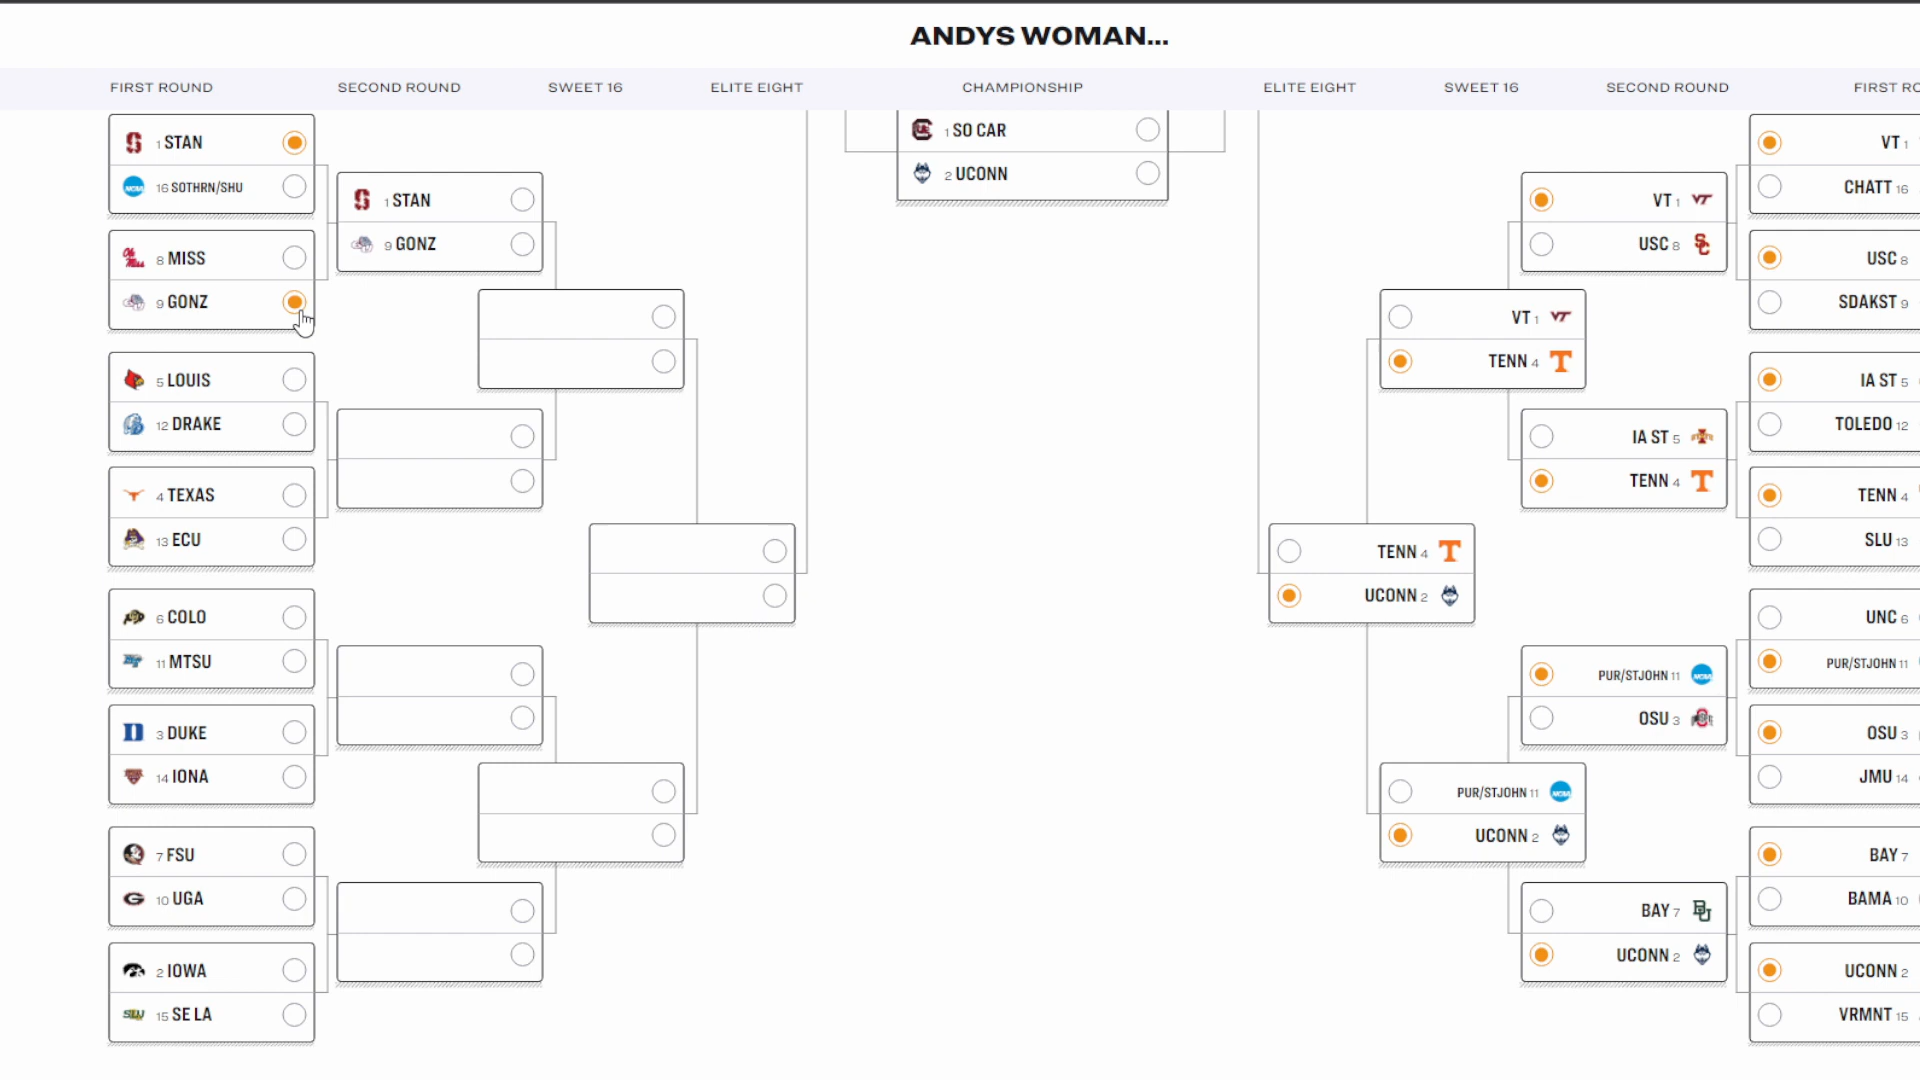 ANDYS WOMAN...
FIRST ROUND
SECOND ROUND
SWEET 16
ELITE EIGHT
CHAMPIONSHIP
ELITE EIGHT
SWEET 16
SECOND ROUND
FIRST RO
1 STAN
16 SOTHRN/SHU
8 MISS
9 GONZ
5 LOUIS
12 DRAKE
4 TEXAS
13 ECU
6 COLO
11 MTSU
3 DUKE
14 IONA
7 FSU
10 UGA
2 IOWA
15 SE LA
1 STAN
9 GONZ
1 SO CAR
2 UCONN
TENN 4
UCONN 2
VT 1
TENN 4
PUR/STJOHN 11
UCONN 2
VT 1
USC 8
IA ST 5
TENN 4
PUR/STJOHN 11
OSU 3
BAY 7
UCONN 2
VT 1
CHATT 16
USC 8
SDAKST 9
IA ST 5
TOLEDO 12
TENN 4
SLU 13
UNC 6
PUR/STJOHN 11
OSU 3
JMU 14
BAY 7
BAMA 10
UCONN 2
VRMNT 15